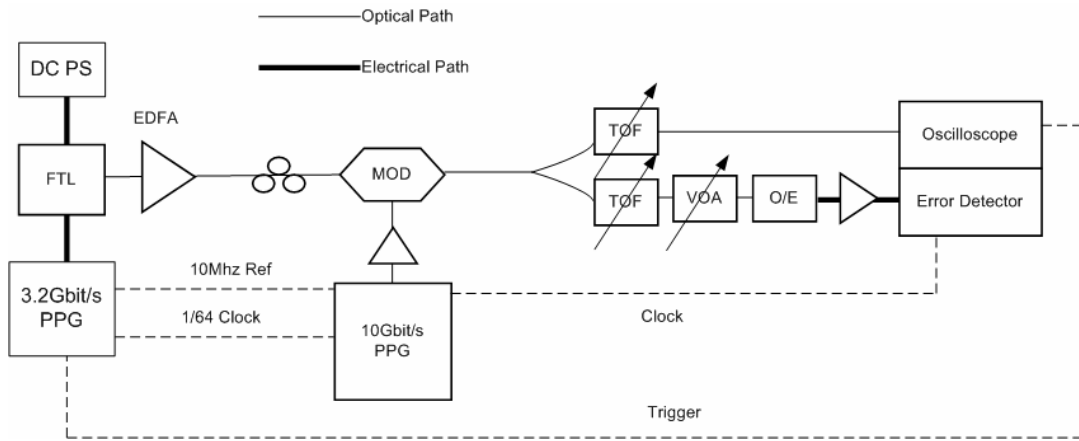 Optical Path
Electrical Path
DC PS
EDFA
FTL
MOD
TOF
Oscilloscope
TOF
VOA
O/E
Error Detector
3.2Gbit/s
PPG
10Mhz Ref
1/64 Clock
10Gbit/s
PPG
Clock
Trigger